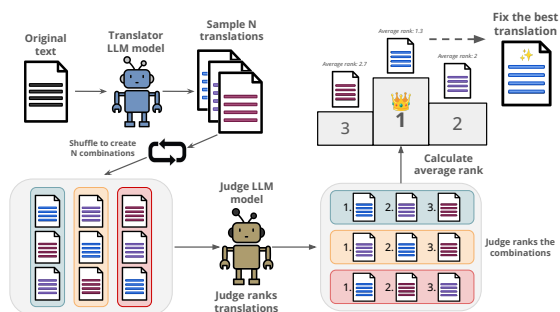 Original
text
Translator
LLM model
Sample N
translations
Average rank: 1.3
Fix the best
translation
Average rank: 2.7
Average rank: 2
3
1
2
Shuffle to create
N combinations
Calculate
average rank
Judge LLM
model
Judge ranks
translations
1. 2. 3.
1. 2. 3.
1. 2. 3.
Judge ranks the
combinations